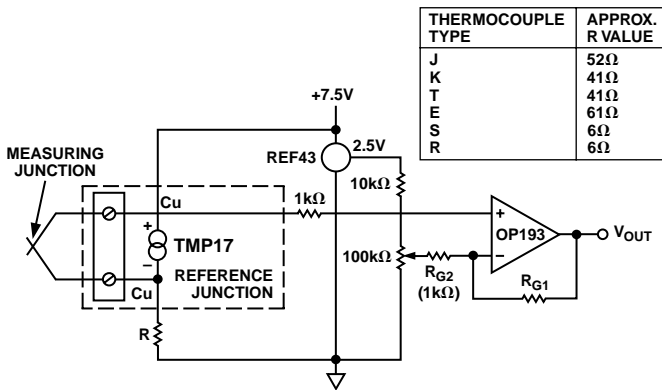 THERMOCOUPLE TYPE APPROX. R VALUE
J 52Ω
K 41Ω
T 41Ω
E 61Ω
S 6Ω
R 6Ω
+7.5V
REF43
2.5V
MEASURING
JUNCTION
Cu
1kΩ
10kΩ
+
TMP17
−
REFERENCE
JUNCTION
Cu
R
100kΩ
RG2
(1kΩ)
+
OP193
−
VOUT
RG1